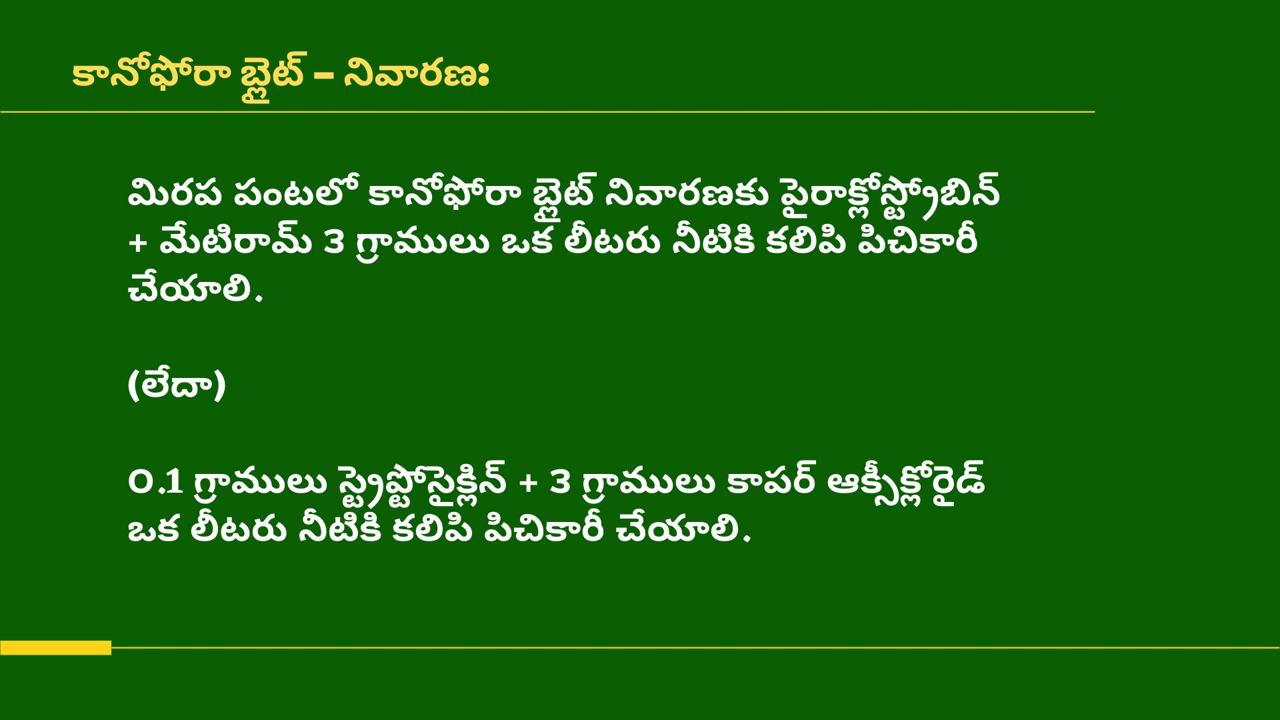 కానోఫోరా బ్లైట్ – నివారణః
మిరప పంటలో కానోఫోరా బ్లైట్ నివారణకు పైరాక్లోస్ట్రోబిన్
+ మేటిరామ్ 3 గ్రాములు ఒక లీటరు నీటికి కలిపి పిచికారీ
చేయాలి.
(లేదా)
0.1 గ్రాములు స్ట్రెప్టోసైక్లిన్ + 3 గ్రాములు కాపర్ ఆక్సీక్లోరైడ్
ఒక లీటరు నీటికి కలిపి పిచికారీ చేయాలి.